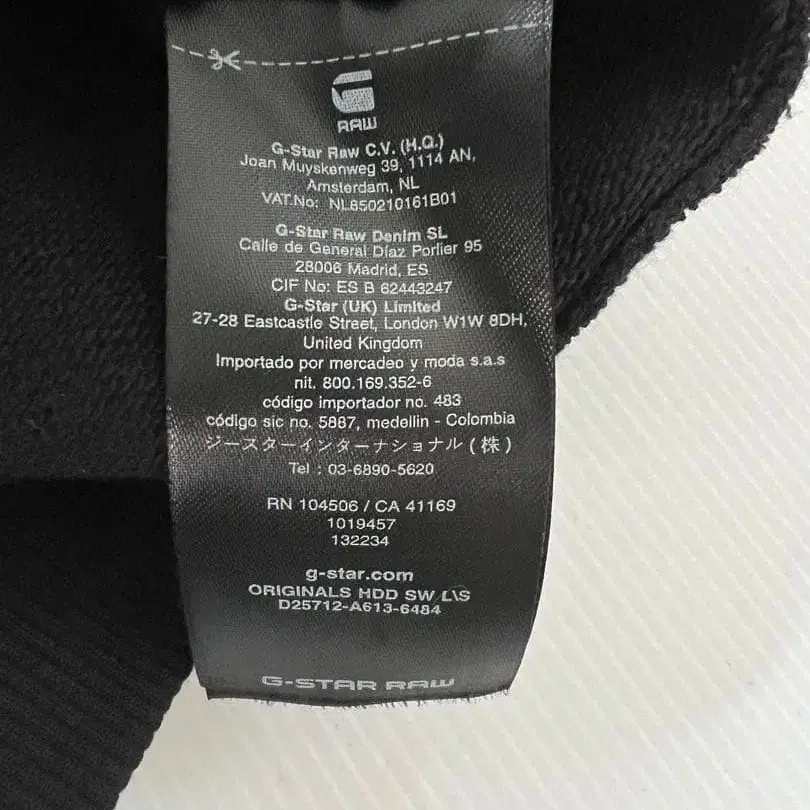 G
RAW
G-Star Raw C.V. (H.Q.)
Joan Muyskenweg 39, 1114 AN,
Amsterdam, NL
VAT.No: NL850210161B01
G-Star Raw Denim SL
Calle de General Díaz Porlier 95
28006 Madrid, ES
CIF No: ES B 62443247
G-Star (UK) Limited
27-28 Eastcastle Street, London W1W 8DH,
United Kingdom
Importado por mercadeo y moda s.a.s
nit. 800.169.352-6
código importador no. 483
código sic no. 5887, medellin - Colombia
ジースターインターナショナル(株)
Tel : 03-6890-5620
RN 104506 / CA 41169
1019457
132234
g-star.com
ORIGINALS HDD SW L\S
D25712-A613-6484
G-STAR RAW